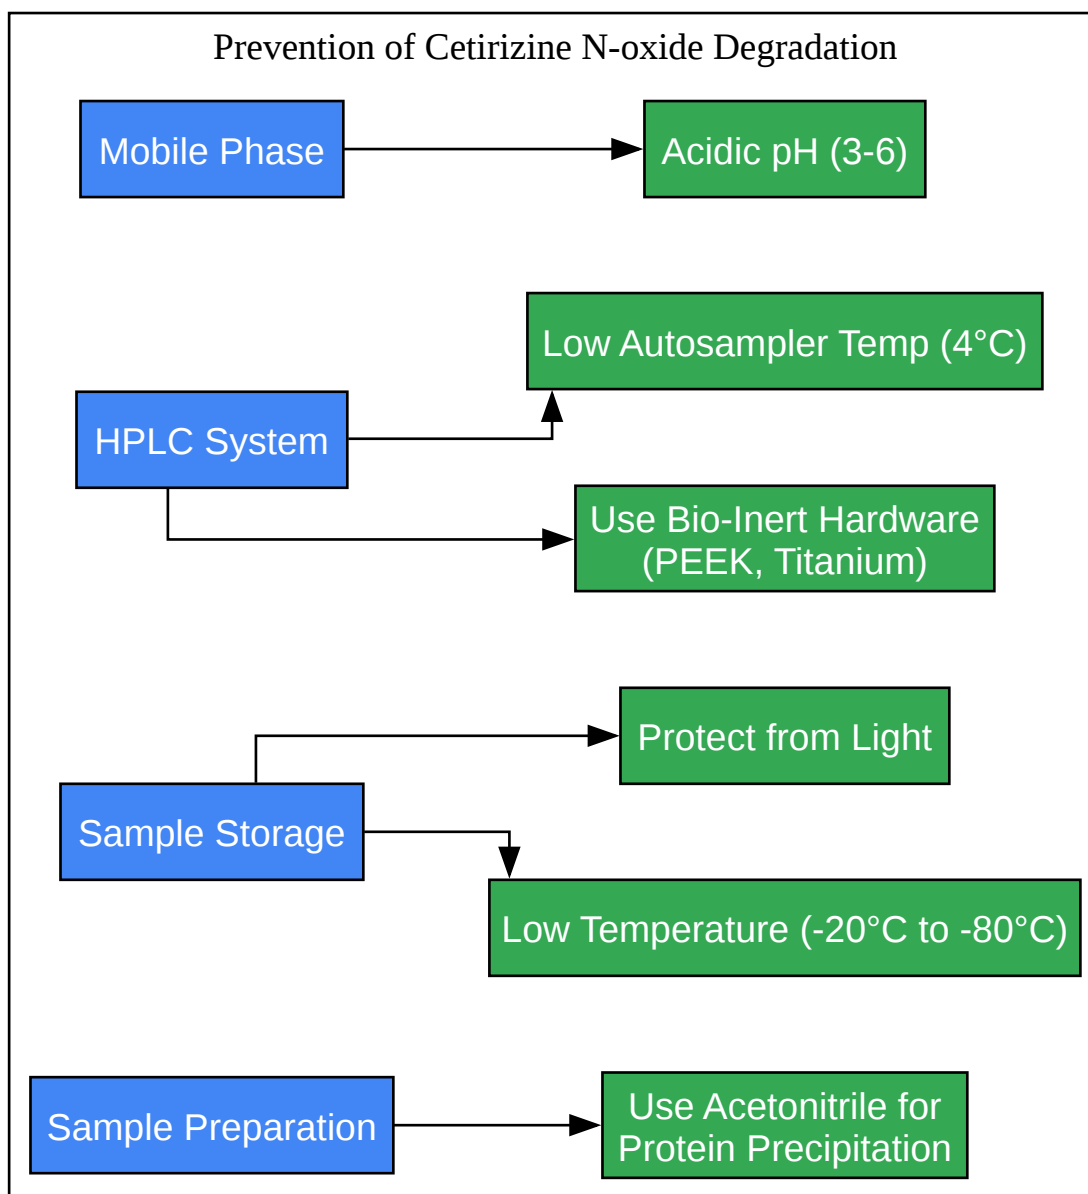 Prevention of Cetirizine N-oxide Degradation
Mobile Phase
Acidic pH (3-6)
Low Autosampler Temp (4°C)
HPLC System
Use Bio-Inert Hardware
(PEEK, Titanium)
Protect from Light
Sample Storage
Low Temperature (-20°C to -80°C)
Sample Preparation
Use Acetonitrile for
Protein Precipitation